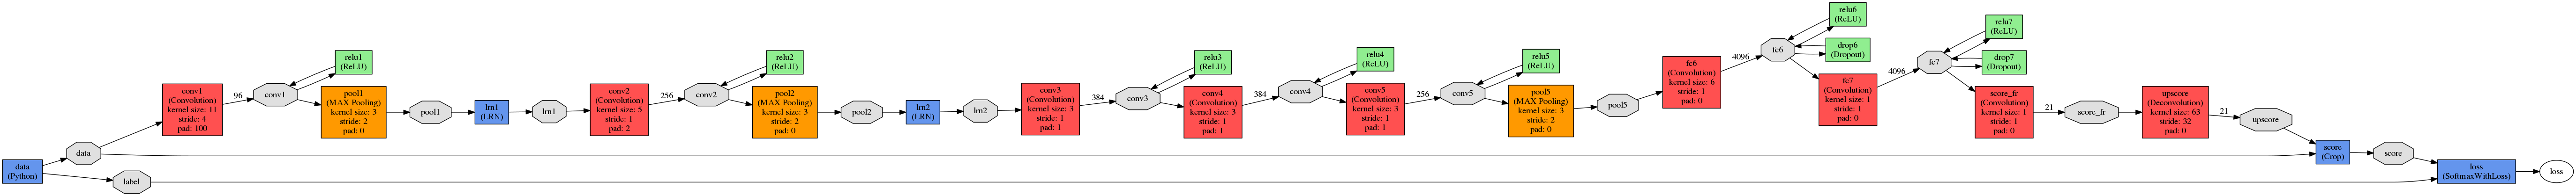 data
(Python)
data
label
conv1
(Convolution)
kernel size: 11
stride: 4
pad: 100
96
conv1
relu1
(ReLU)
pool1
(MAX Pooling)
kernel size: 3
stride: 2
pad: 0
pool1
lrn1
(LRN)
lrn1
conv2
(Convolution)
kernel size: 5
stride: 1
pad: 2
256
conv2
relu2
(ReLU)
pool2
(MAX Pooling)
kernel size: 3
stride: 2
pad: 0
pool2
lrn2
(LRN)
lrn2
conv3
(Convolution)
kernel size: 3
stride: 1
pad: 1
384
conv3
relu3
(ReLU)
conv4
(Convolution)
kernel size: 3
stride: 1
pad: 1
384
conv4
relu4
(ReLU)
conv5
(Convolution)
kernel size: 3
stride: 1
pad: 1
256
conv5
relu5
(ReLU)
pool5
(MAX Pooling)
kernel size: 3
stride: 2
pad: 0
pool5
fc6
(Convolution)
kernel size: 6
stride: 1
pad: 0
4096
fc6
relu6
(ReLU)
drop6
(Dropout)
fc7
(Convolution)
kernel size: 1
stride: 1
pad: 0
4096
fc7
relu7
(ReLU)
drop7
(Dropout)
score_fr
(Convolution)
kernel size: 1
stride: 1
pad: 0
21
score_fr
upscore
(Deconvolution)
kernel size: 63
stride: 32
pad: 0
21
upscore
score
(Crop)
score
loss
(SoftmaxWithLoss)
loss